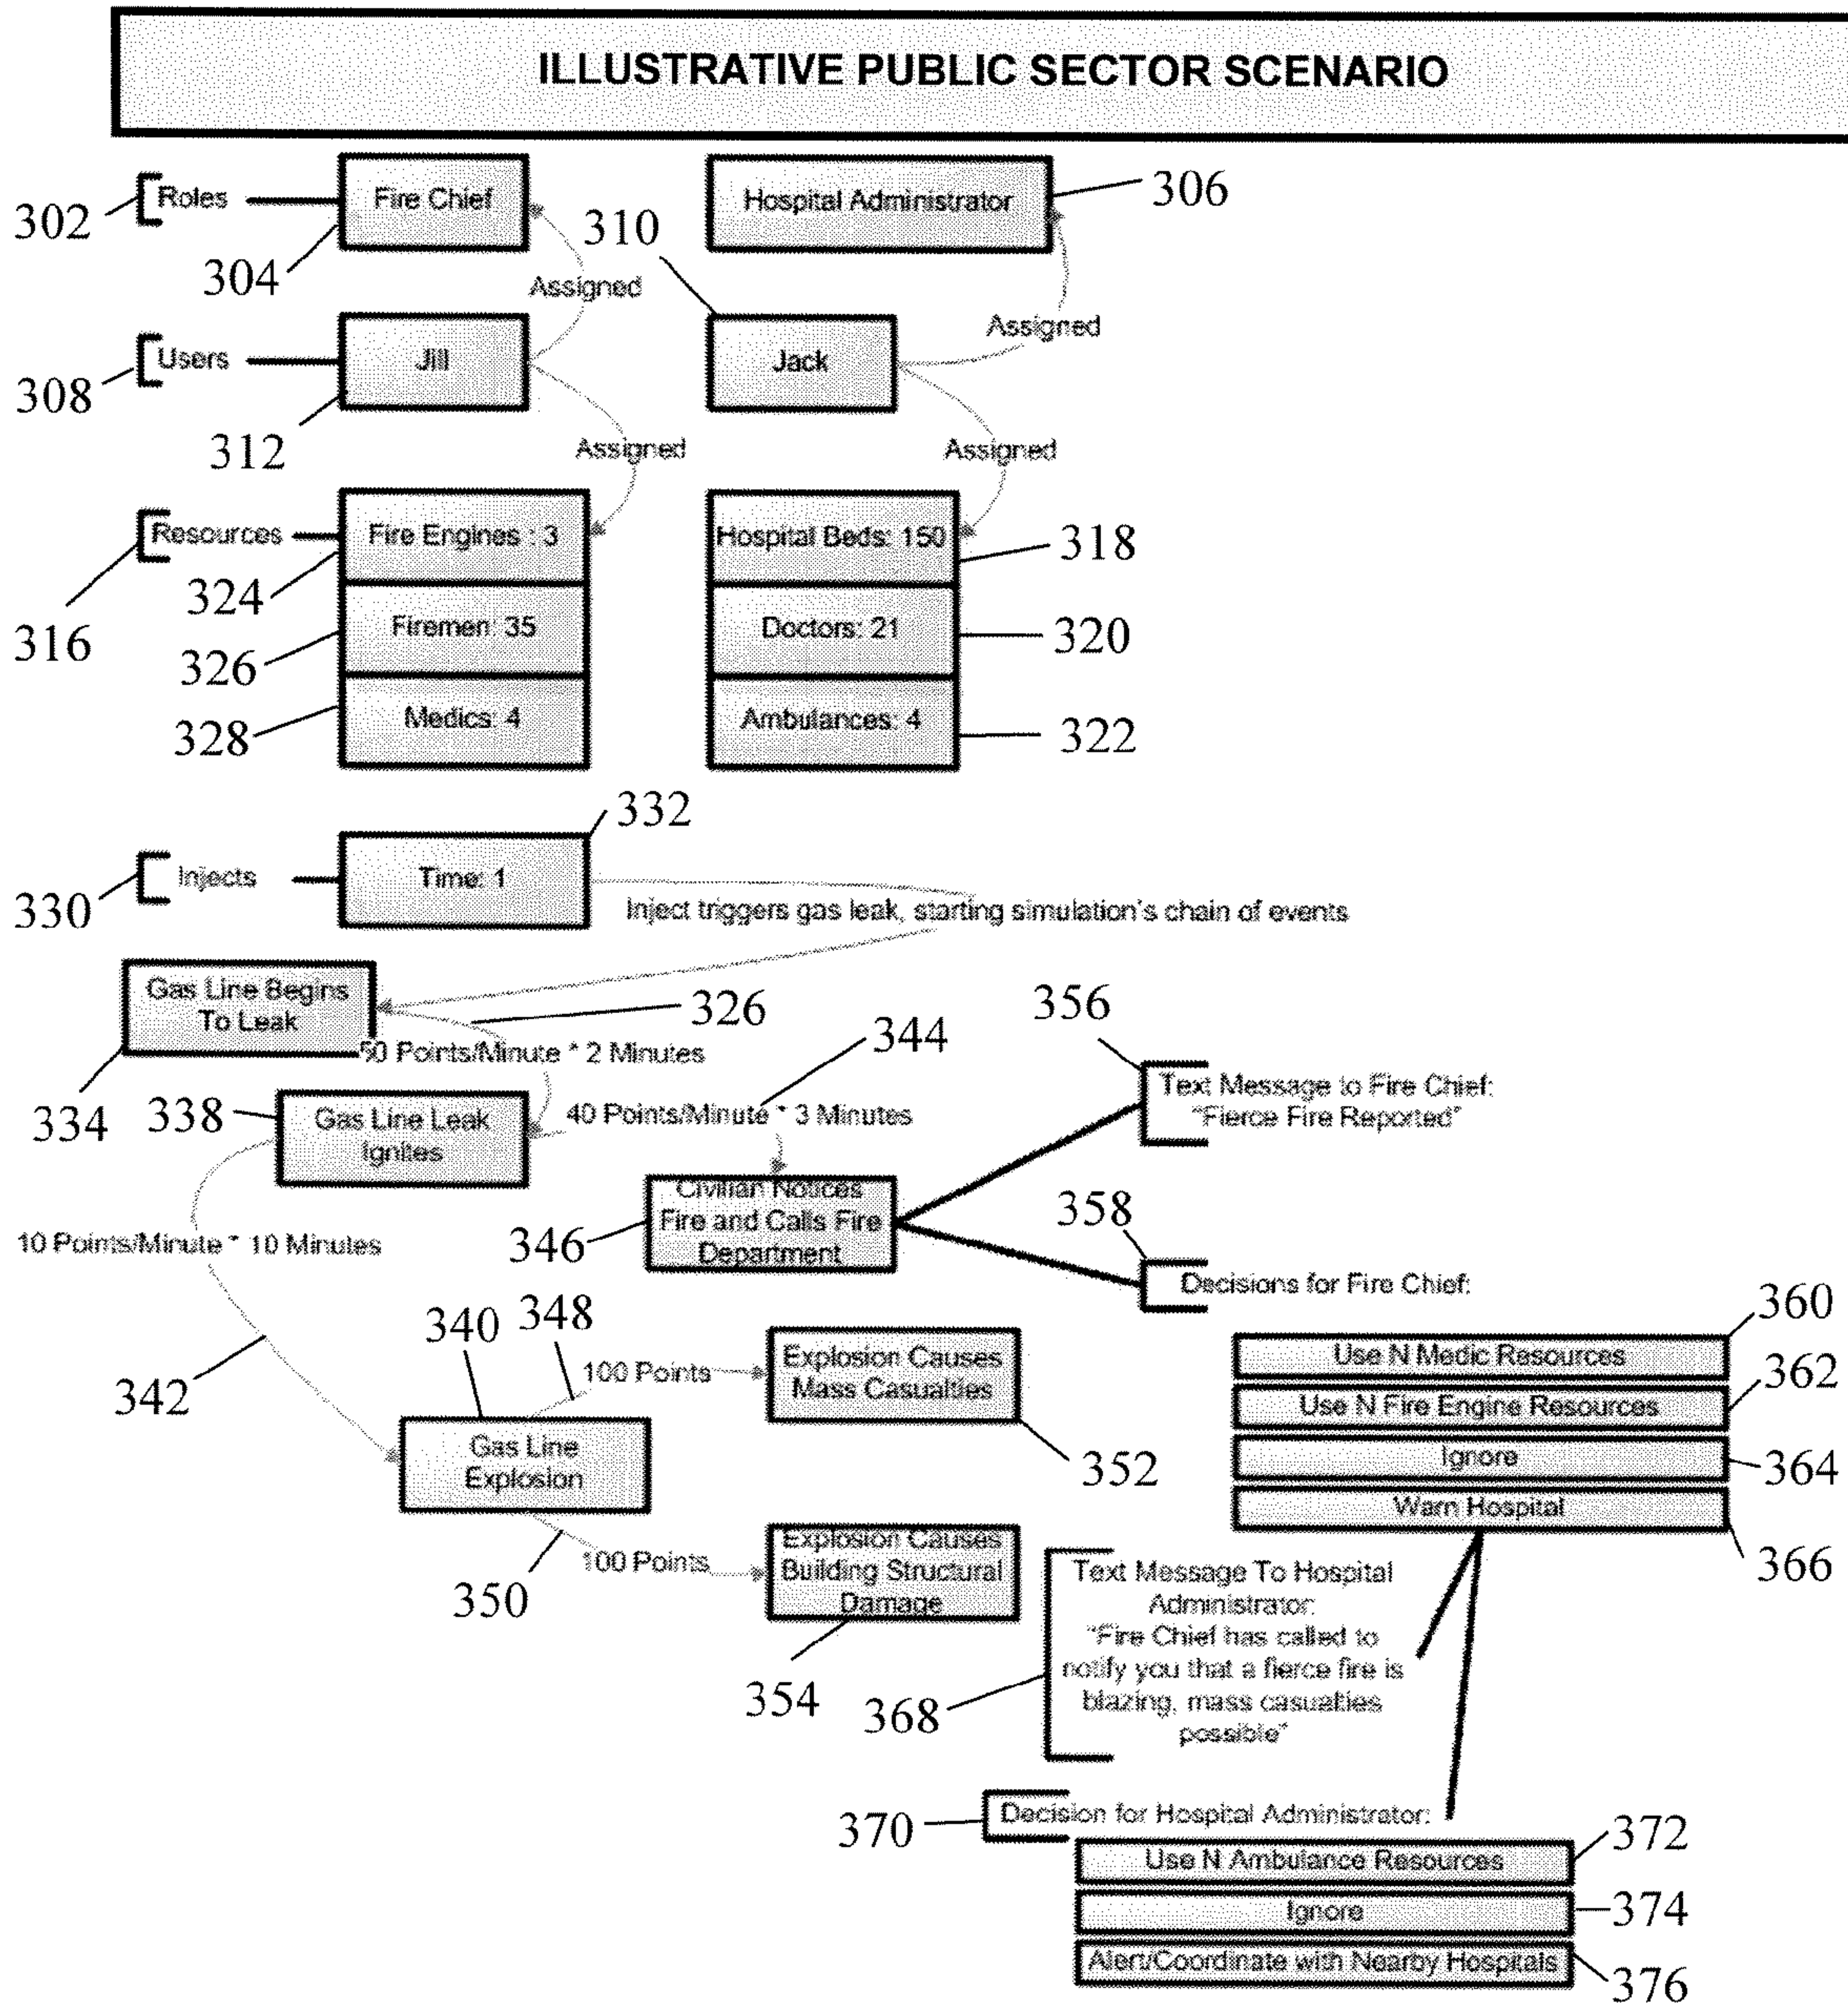 ILLUSTRATIVE PUBLIC SECTOR SCENARIO
302
Roles
Fire Chief
304
Hospital Administrator
306
310
Assigned
Assigned
308
Users
Jill
312
Jack
Assigned
Assigned
316
Resources
Fire Engines : 3
324
Hospital Beds: 150
318
Firemen: 35
326
Doctors: 21
320
Medics: 4
328
Ambulances: 4
322
332
330
Injects
Time: 1
Inject triggers gas leak, starting simulation's chain of events
Gas Line Begins
To Leak
334
326
50 Points/Minute * 2 Minutes
344
338
Gas Line Leak
Ignites
40 Points/Minute * 3 Minutes
356
Text Message to Fire Chief:
"Fierce Fire Reported"
346
Civilian Notices
Fire and Calls Fire
Department
358
Decisions for Fire Chief:
10 Points/Minute * 10 Minutes
342
340
348
Gas Line
Explosion
100 Points
Explosion Causes
Mass Casualties
352
350
100 Points
Explosion Causes
Building Structural
Damage
354
360
Use N Medic Resources
362
Use N Fire Engine Resources
Ignore
364
Warn Hospital
366
368
Text Message To Hospital
Administrator:
"Fire Chief has called to
notify you that a fierce fire is
blazing, mass casualties
possible"
370
Decision for Hospital Administrator:
372
Use N Ambulance Resources
Ignore
374
Alert/Coordinate with Nearby Hospitals
376